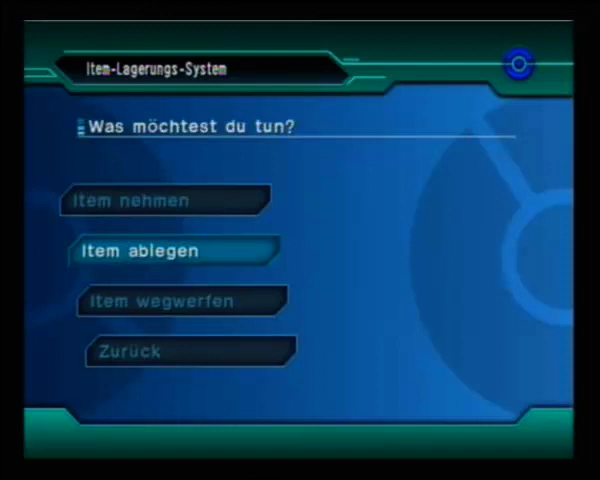 Item-Lagerungs-System
Was möchtest du tun?
Item nehmen
Item ablegen
Item wegwerfen
Zurück